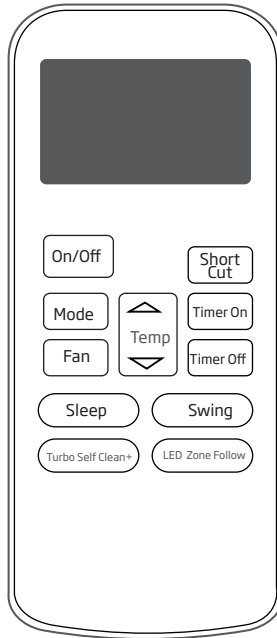 On/Off
Short
Cut
Mode
Temp
Timer On
Fan
Timer Off
Sleep
Swing
Turbo Self Clean+
LED Zone Follow